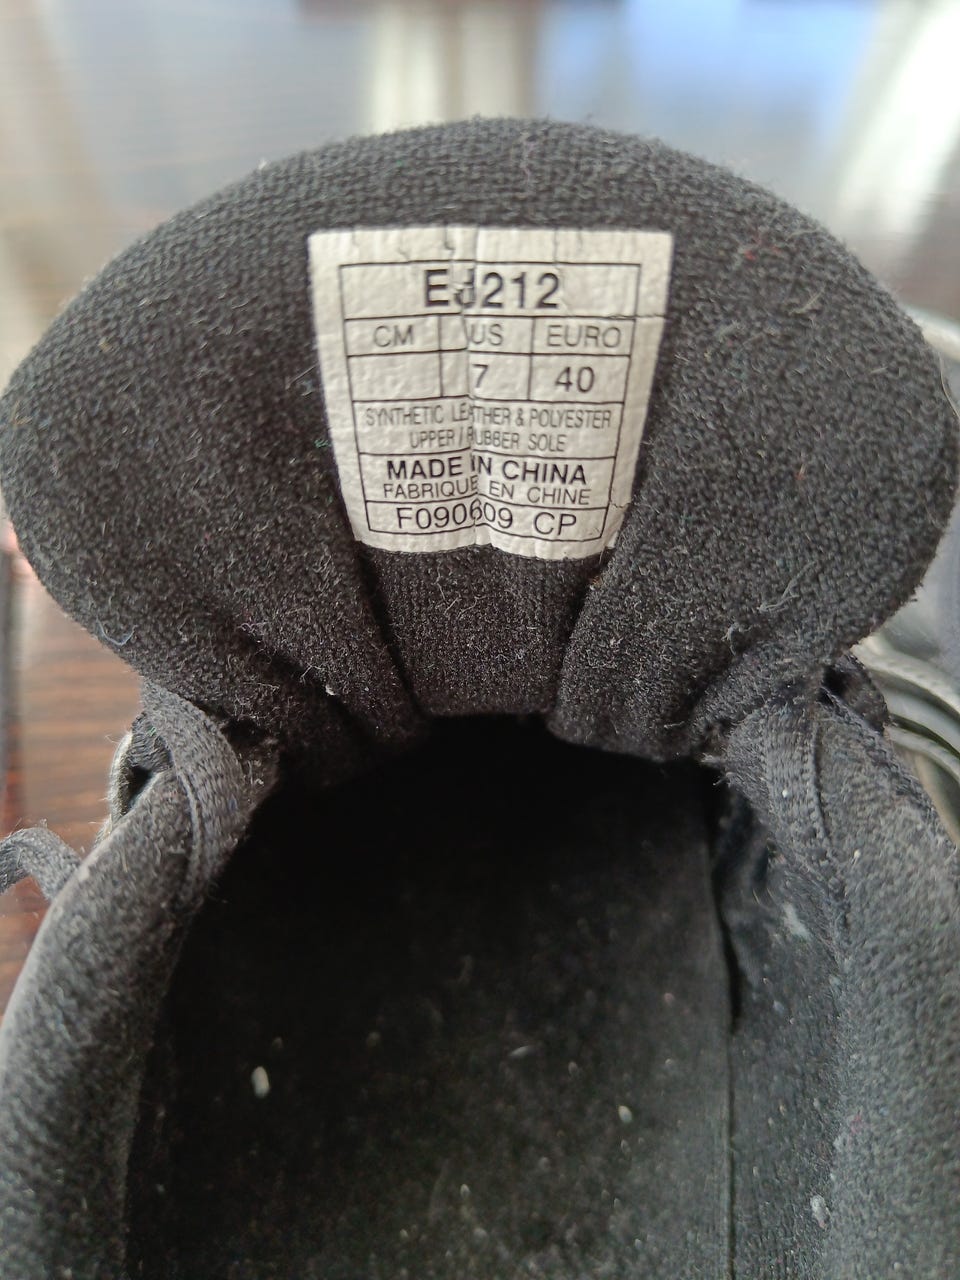 EJ212
CM US EURO
7 40
SYNTHETIC LEATHER & POLYESTER
UPPER / RUBBER SOLE
MADE IN CHINA
FABRIQUE EN CHINE
F090609 CP